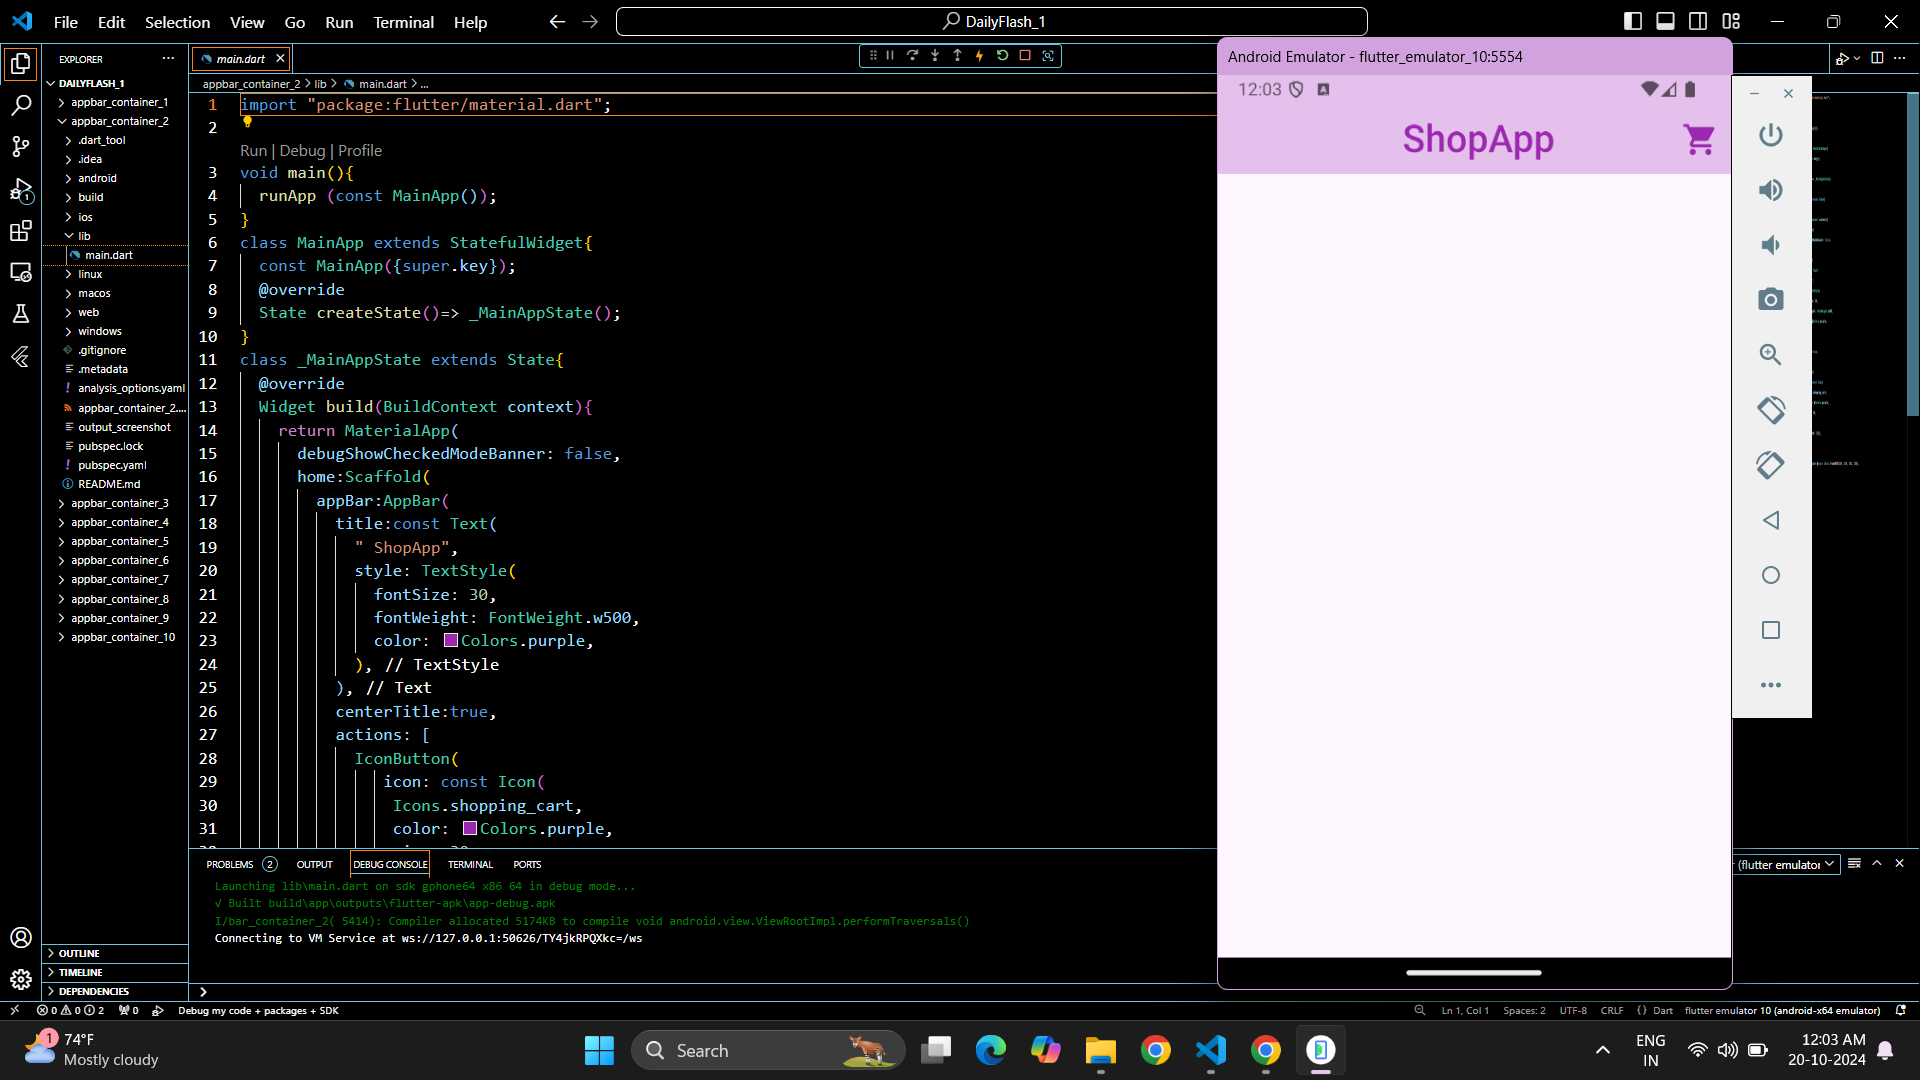 File Edit Selection View Go Run Terminal Help
DailyFlash_1
EXPLORER
main.dart
DAILYFLASH_1
appbar_container_1
appbar_container_2
.dart_tool
.idea
android
build
ios
lib
main.dart
linux
macos
web
windows
.gitignore
.metadata
analysis_options.yaml
appbar_container_2....
output_screenshot
pubspec.lock
pubspec.yaml
README.md
appbar_container_3
appbar_container_4
appbar_container_5
appbar_container_6
appbar_container_7
appbar_container_8
appbar_container_9
appbar_container_10
OUTLINE
TIMELINE
DEPENDENCIES
1
appbar_container_2 > lib > main.dart > ...
1 import "package:flutter/material.dart";
2
Run | Debug | Profile
3 void main(){
4 runApp (const MainApp());
5 }
6 class MainApp extends StatefulWidget{
7 const MainApp({super.key});
8 @override
9 State createState()=> _MainAppState();
10 }
11 class _MainAppState extends State{
12 @override
13 Widget build(BuildContext context){
14 return MaterialApp(
15 debugShowCheckedModeBanner: false,
16 home:Scaffold(
17 appBar:AppBar(
18 title:const Text(
19 " ShopApp",
20 style: TextStyle(
21 fontSize: 30,
22 fontWeight: FontWeight.w500,
23 color: Colors.purple,
24 ), // TextStyle
25 ), // Text
26 centerTitle:true,
27 actions: [
28 IconButton(
29 icon: const Icon(
30 Icons.shopping_cart,
31 color: Colors.purple,
PROBLEMS 2 OUTPUT DEBUG CONSOLE TERMINAL PORTS
(flutter emulator
Launching lib\main.dart on sdk gphone64 x86 64 in debug mode...
√ Built build\app\outputs\flutter-apk\app-debug.apk
I/bar_container_2( 5414): Compiler allocated 5174KB to compile void android.view.ViewRootImpl.performTraversals()
Connecting to VM Service at ws://127.0.0.1:50626/TY4jkRPQXkc=/ws
Android Emulator - flutter_emulator_10:5554
12:03
ShopApp
0 0 2 0 Debug my code + packages + SDK
Ln 1, Col 1 Spaces: 2 UTF-8 CRLF {} Dart flutter emulator 10 (android-x64 emulator)
1
74°F
Mostly cloudy
Search
ENG
IN
12:03 AM
20-10-2024